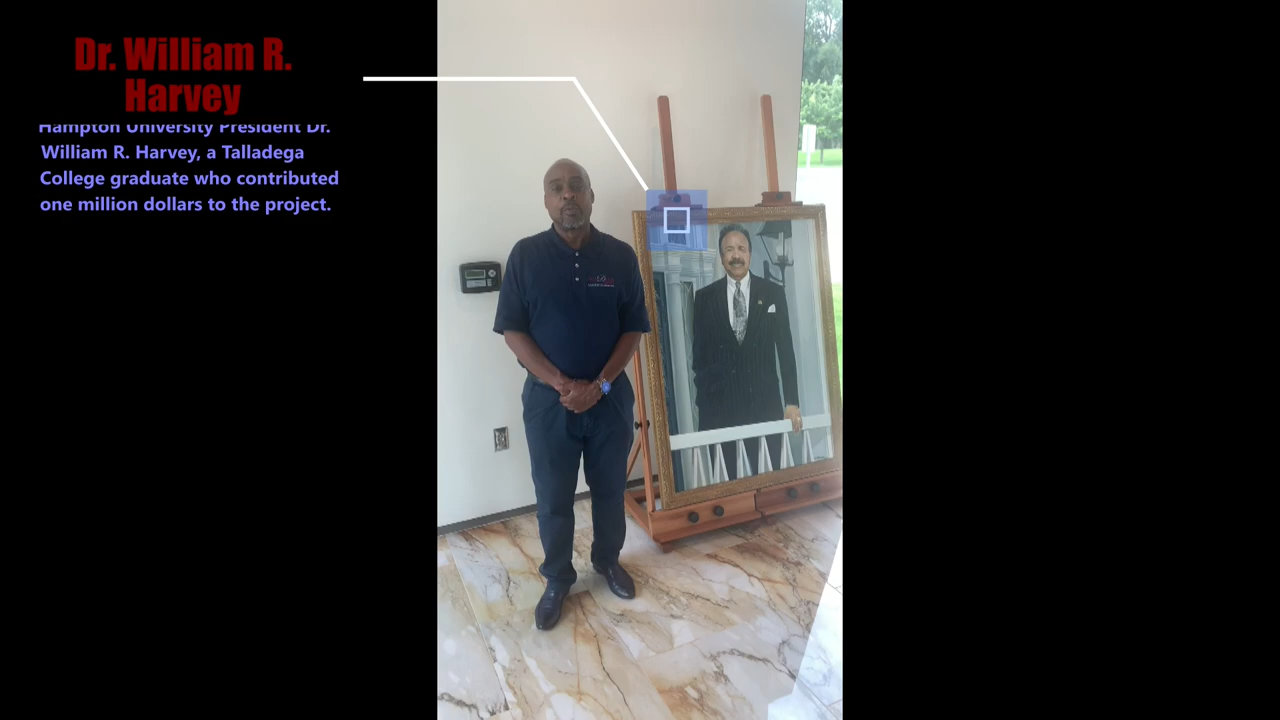 Dr. William R.
Harvey
Hampton University President Dr.
William R. Harvey, a Talladega
College graduate who contributed
one million dollars to the project.